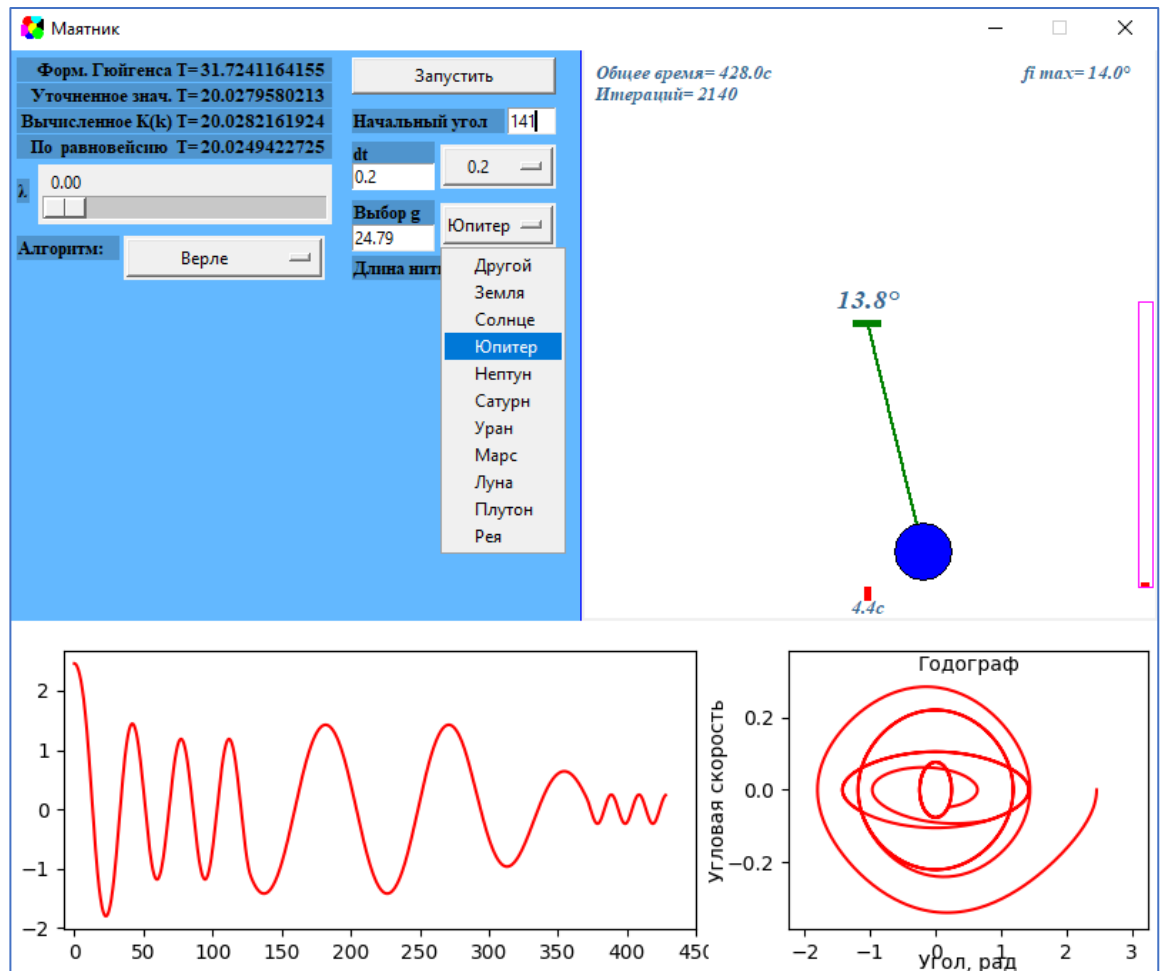 Маятник
Форм. Гюйгенса T=31.7241164155
Уточненное знач. T=20.0279580213
Вычисленное K(k) T=20.0282161924
По равновейсию T=20.0249422725
λ
0.00
Алгоритм:
Верле
Запустить
Начальный угол 141
dt
0.2
0.2
Выбор g
24.79
Юпитер
Длина
Другой
Земля
Солнце
Юпитер
Нептун
Сатурн
Уран
Марс
Луна
Плутон
Рея
Общее время= 428.0с
Итераций= 2140
fi max= 14.0°
13.8°
4.4с
2
1
0
−1
−2
0 50 100 150 200 250 300 350 400 450
Годограф
Угловая скорость
0.2
0.0
−0.2
−2 −1 0 1 2 3
Угол, рад